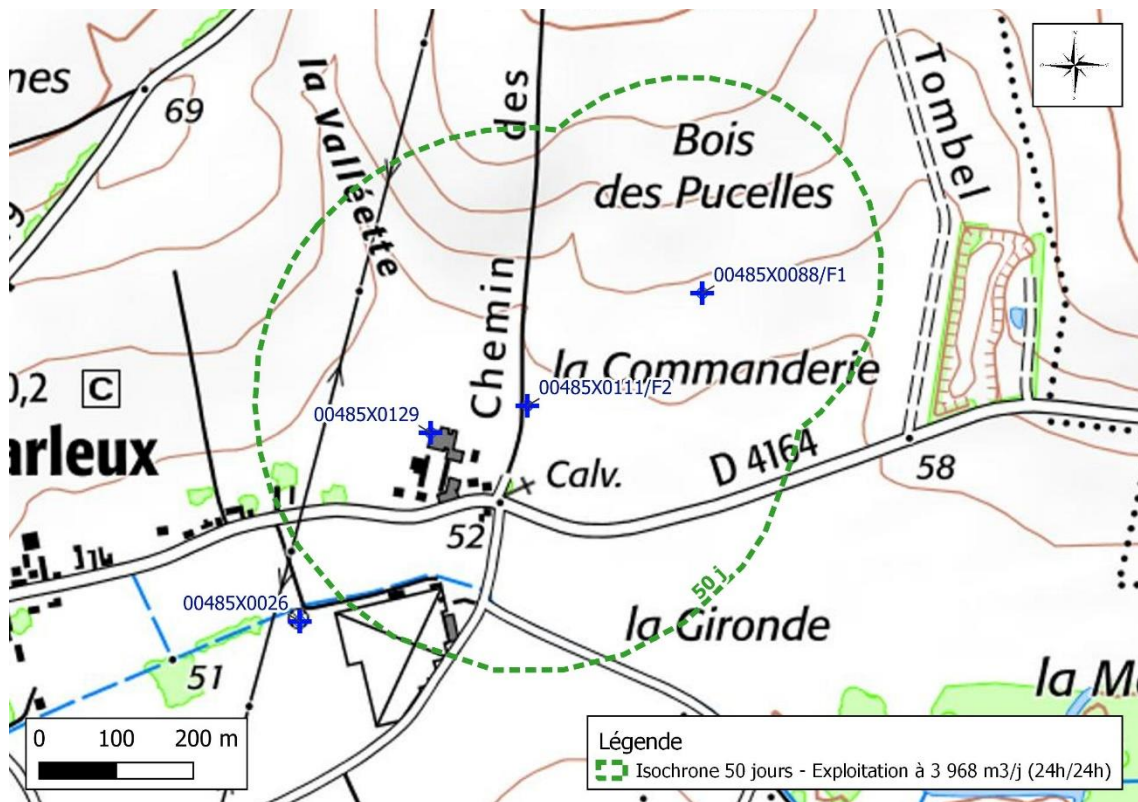 nes
69
la Valléette
des
Chemin
Bois
des Pucelles
Tombel
00485X0088/F1
la Commanderie
00485X0111/F2
00485X0129
0,2
C
arleux
D 4164
58
Calv.
52
50 j
00485X0026
la Gironde
51
la M
0 100 200 m
Légende
Isochrone 50 jours - Exploitation à 3 968 m3/j (24h/24h)